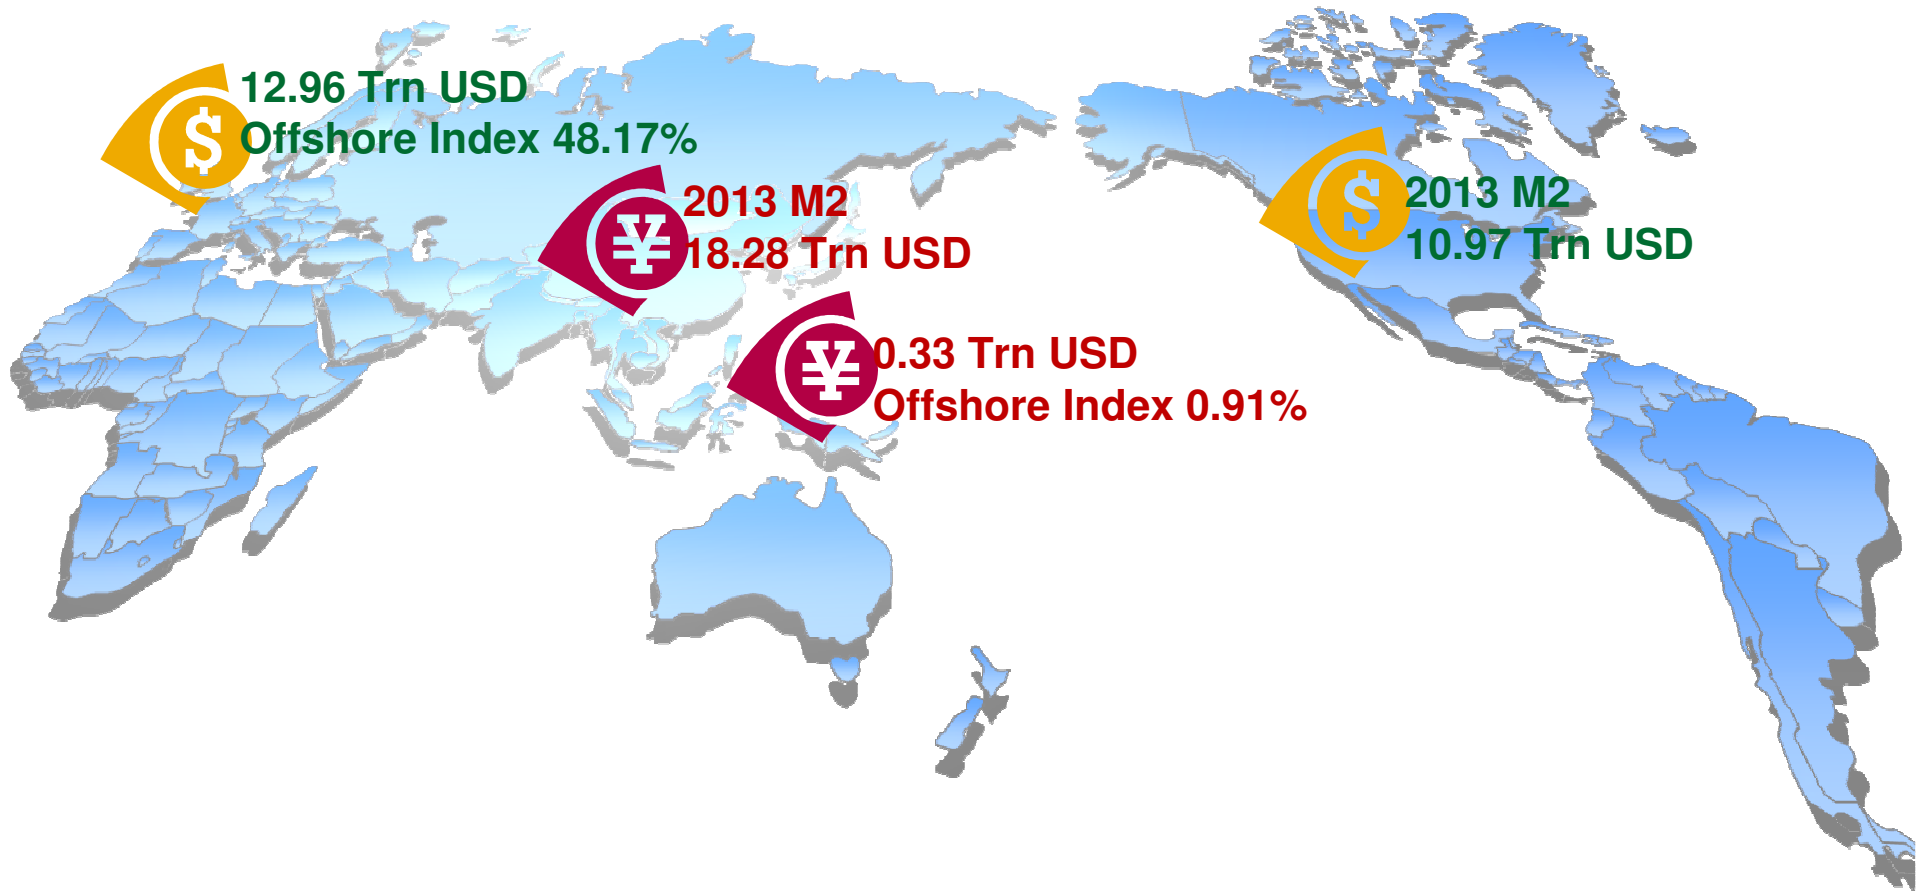 12.96 Trn USD
Offshore Index 48.17%
2013 M2
18.28 Trn USD
2013 M2
10.97 Trn USD
0.33 Trn USD
Offshore Index 0.91%
$
¥
¥
$